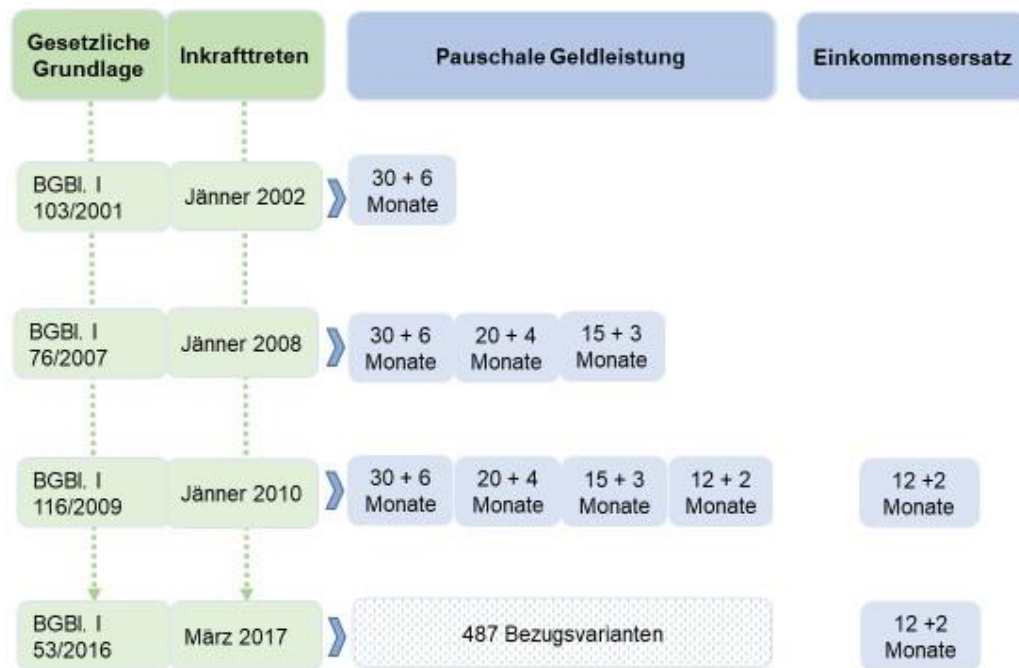 Gesetzliche
Grundlage
Inkrafttreten
Pauschale Geldleistung
Einkommensersatz
BGBl. I
103/2001
Jänner 2002
30 + 6
Monate
BGBl. I
76/2007
Jänner 2008
30 + 6
Monate
20 + 4
Monate
15 + 3
Monate
BGBl. I
116/2009
Jänner 2010
30 + 6
Monate
20 + 4
Monate
15 + 3
Monate
12 + 2
Monate
12 +2
Monate
BGBl. I
53/2016
März 2017
487 Bezugsvarianten
12 +2
Monate